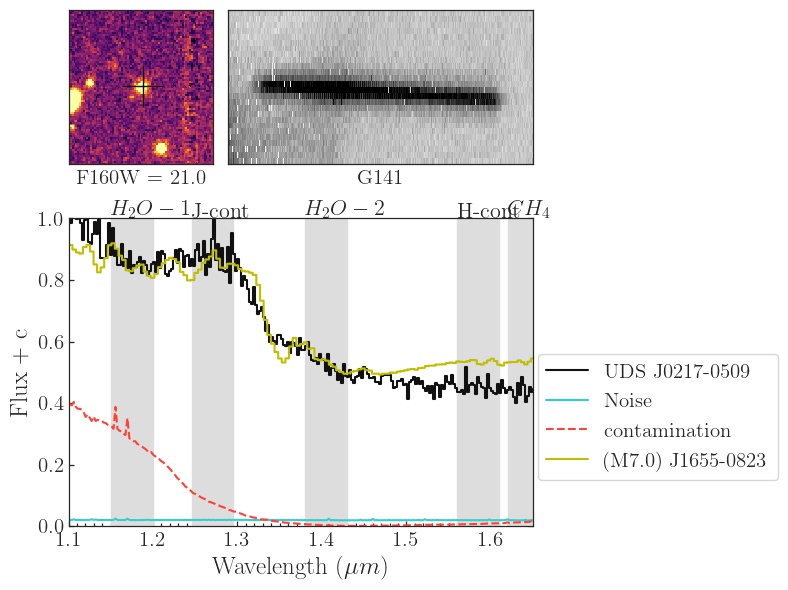 F160W = 21.0
G141
H2O − 1
J-cont
H2O − 2
H-cont
CH4
1.0
0.8
0.6
0.4
0.2
0.0
Flux + c
1.1
1.2
1.3
1.4
1.5
1.6
Wavelength (μm)
UDS J0217-0509
Noise
contamination
(M7.0) J1655-0823